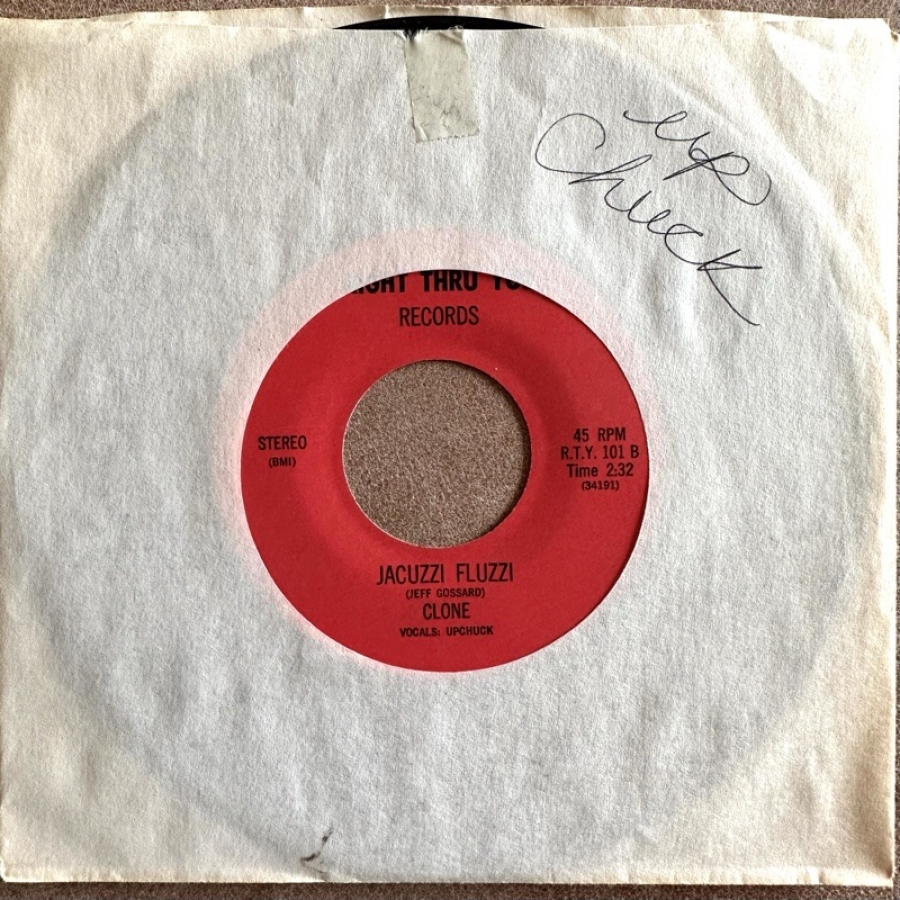 up
Chuck
THRU
RECORDS
STEREO
(BMI)
45 RPM
R.T.Y. 101 B
Time 2:32
(34191)
JACUZZI FLUZZI
(JEFF GOSSARD)
CLONE
VOCALS: UPCHUCK